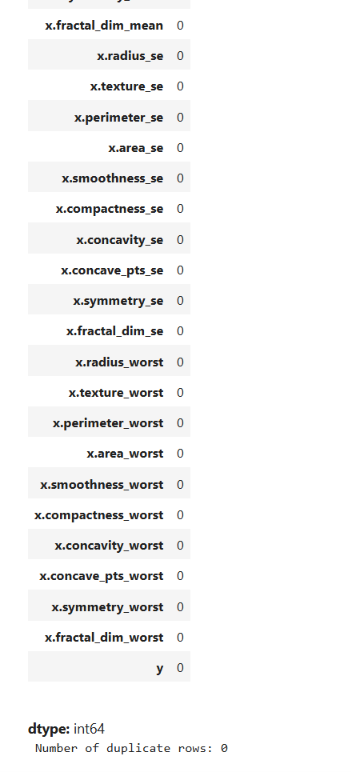 x.fractal_dim_mean 0
x.radius_se 0
x.texture_se 0
x.perimeter_se 0
x.area_se 0
x.smoothness_se 0
x.compactness_se 0
x.concavity_se 0
x.concave_pts_se 0
x.symmetry_se 0
x.fractal_dim_se 0
x.radius_worst 0
x.texture_worst 0
x.perimeter_worst 0
x.area_worst 0
x.smoothness_worst 0
x.compactness_worst 0
x.concavity_worst 0
x.concave_pts_worst 0
x.symmetry_worst 0
x.fractal_dim_worst 0
y 0
dtype: int64
Number of duplicate rows: 0